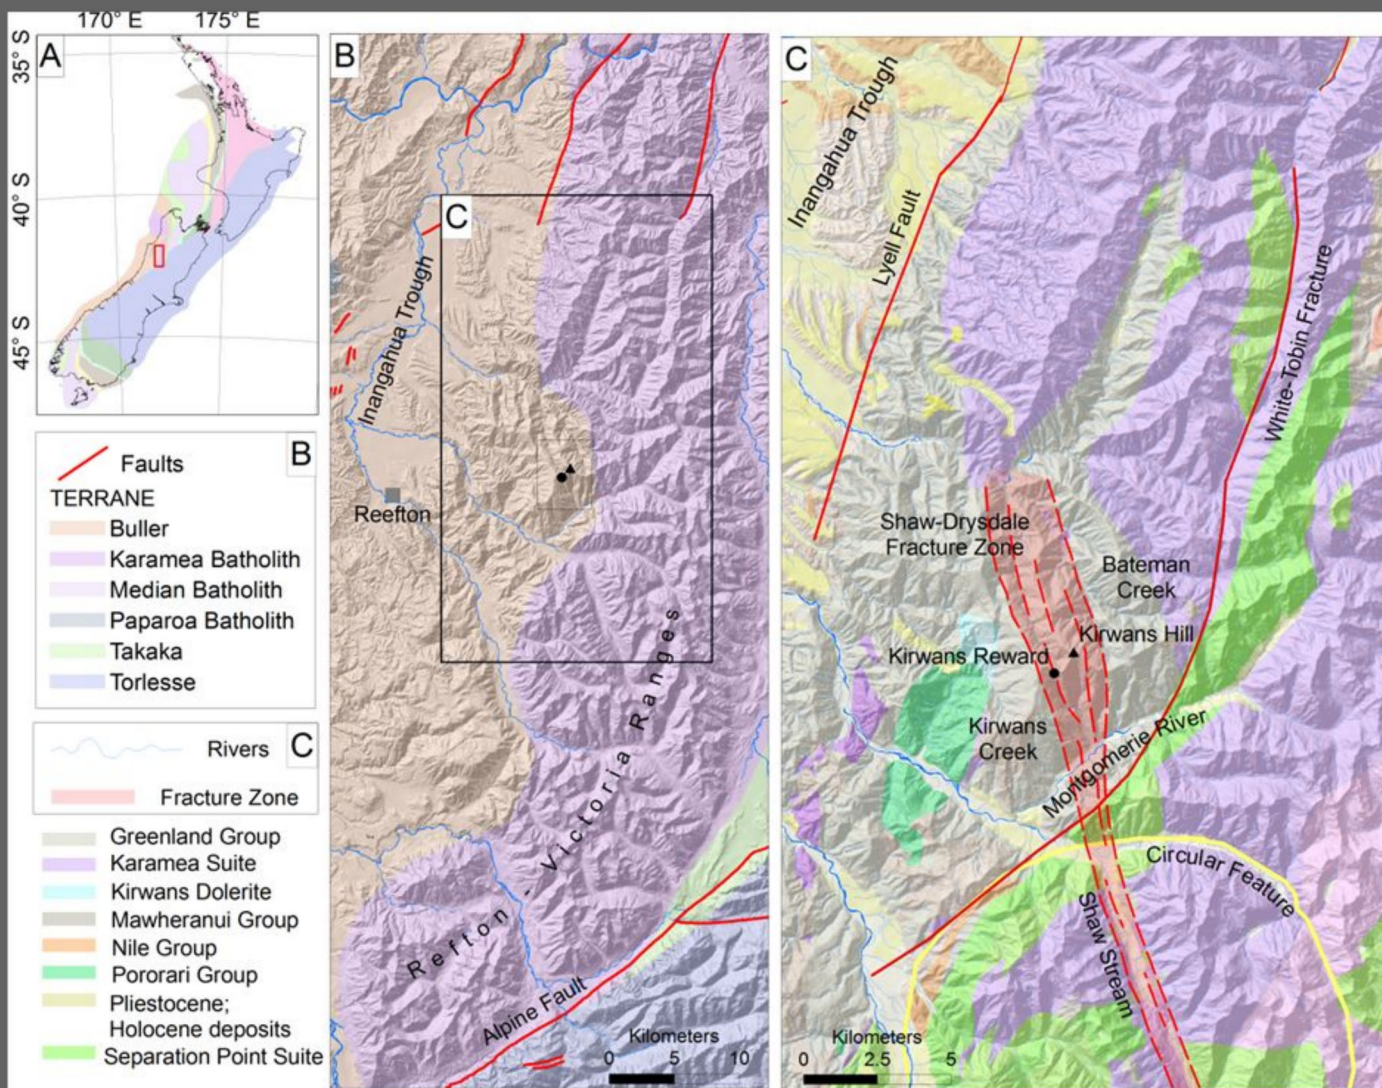 170° E 175° E
A
35° S
40° S
45° S
B
Faults
TERRANE
Buller
Karamea Batholith
Median Batholith
Paparoa Batholith
Takaka
Torlesse
C
Rivers
Fracture Zone
Greenland Group
Karamea Suite
Kirwans Dolerite
Mawheranui Group
Nile Group
Pororari Group
Pliestocene;
Holocene deposits
Separation Point Suite
B
C
Inangahua Trough
Reefton
Refton - Victoria Ranges
Alpine Fault
Kilometers
0 5 10
C
Inangahua Trough
Lyell Fault
White-Tobin Fracture
Shaw-Drysdale
Fracture Zone
Bateman
Creek
Kirwans Hill
Kirwans Reward
Kirwans
Creek
Montgomerie River
Circular Feature
Shaw Stream
Kilometers
0 2.5 5